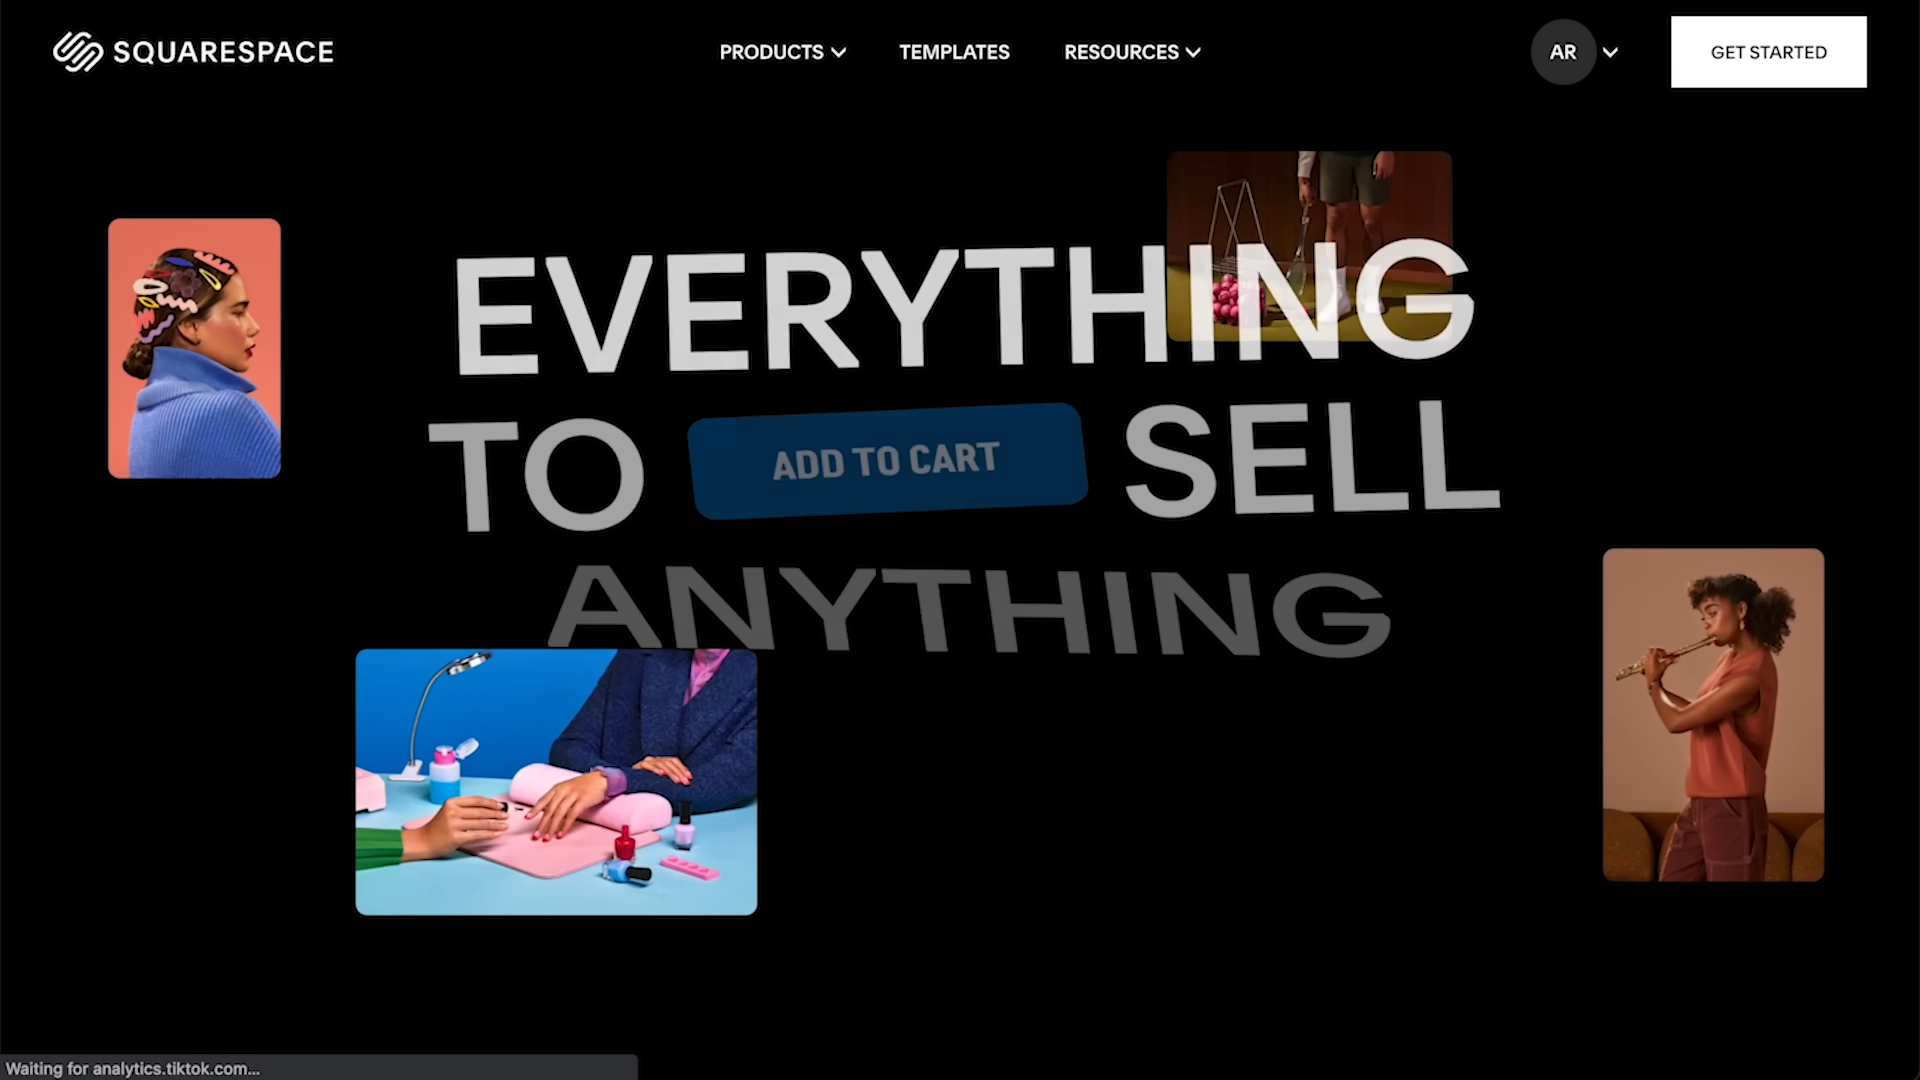 SQUARESPACE
PRODUCTS
TEMPLATES
RESOURCES
AR
GET STARTED
EVERYTHING
TO ADD TO CART SELL
ANYTHING
Waiting for analytics.tiktok.com...